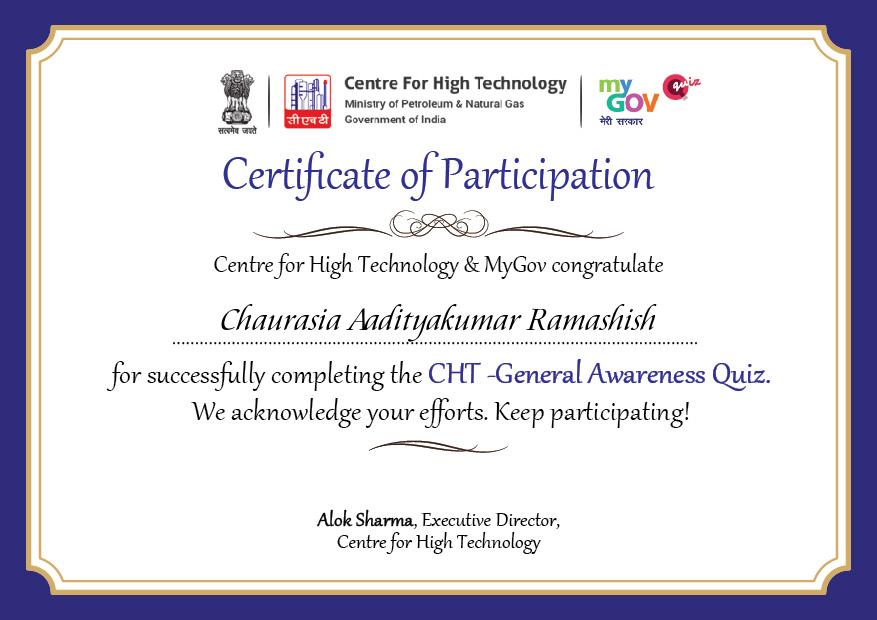 सत्यमेव जयते
सीएचटी
Centre For High Technology
Ministry of Petroleum & Natural Gas
Government of India
my
GOV
quiz
मेरी सरकार
Certificate of Participation
Centre for High Technology & MyGov congratulate
Chaurasia Aadityakumar Ramashish
for successfully completing the CHT -General Awareness Quiz.
We acknowledge your efforts. Keep participating!
Alok Sharma, Executive Director,
Centre for High Technology